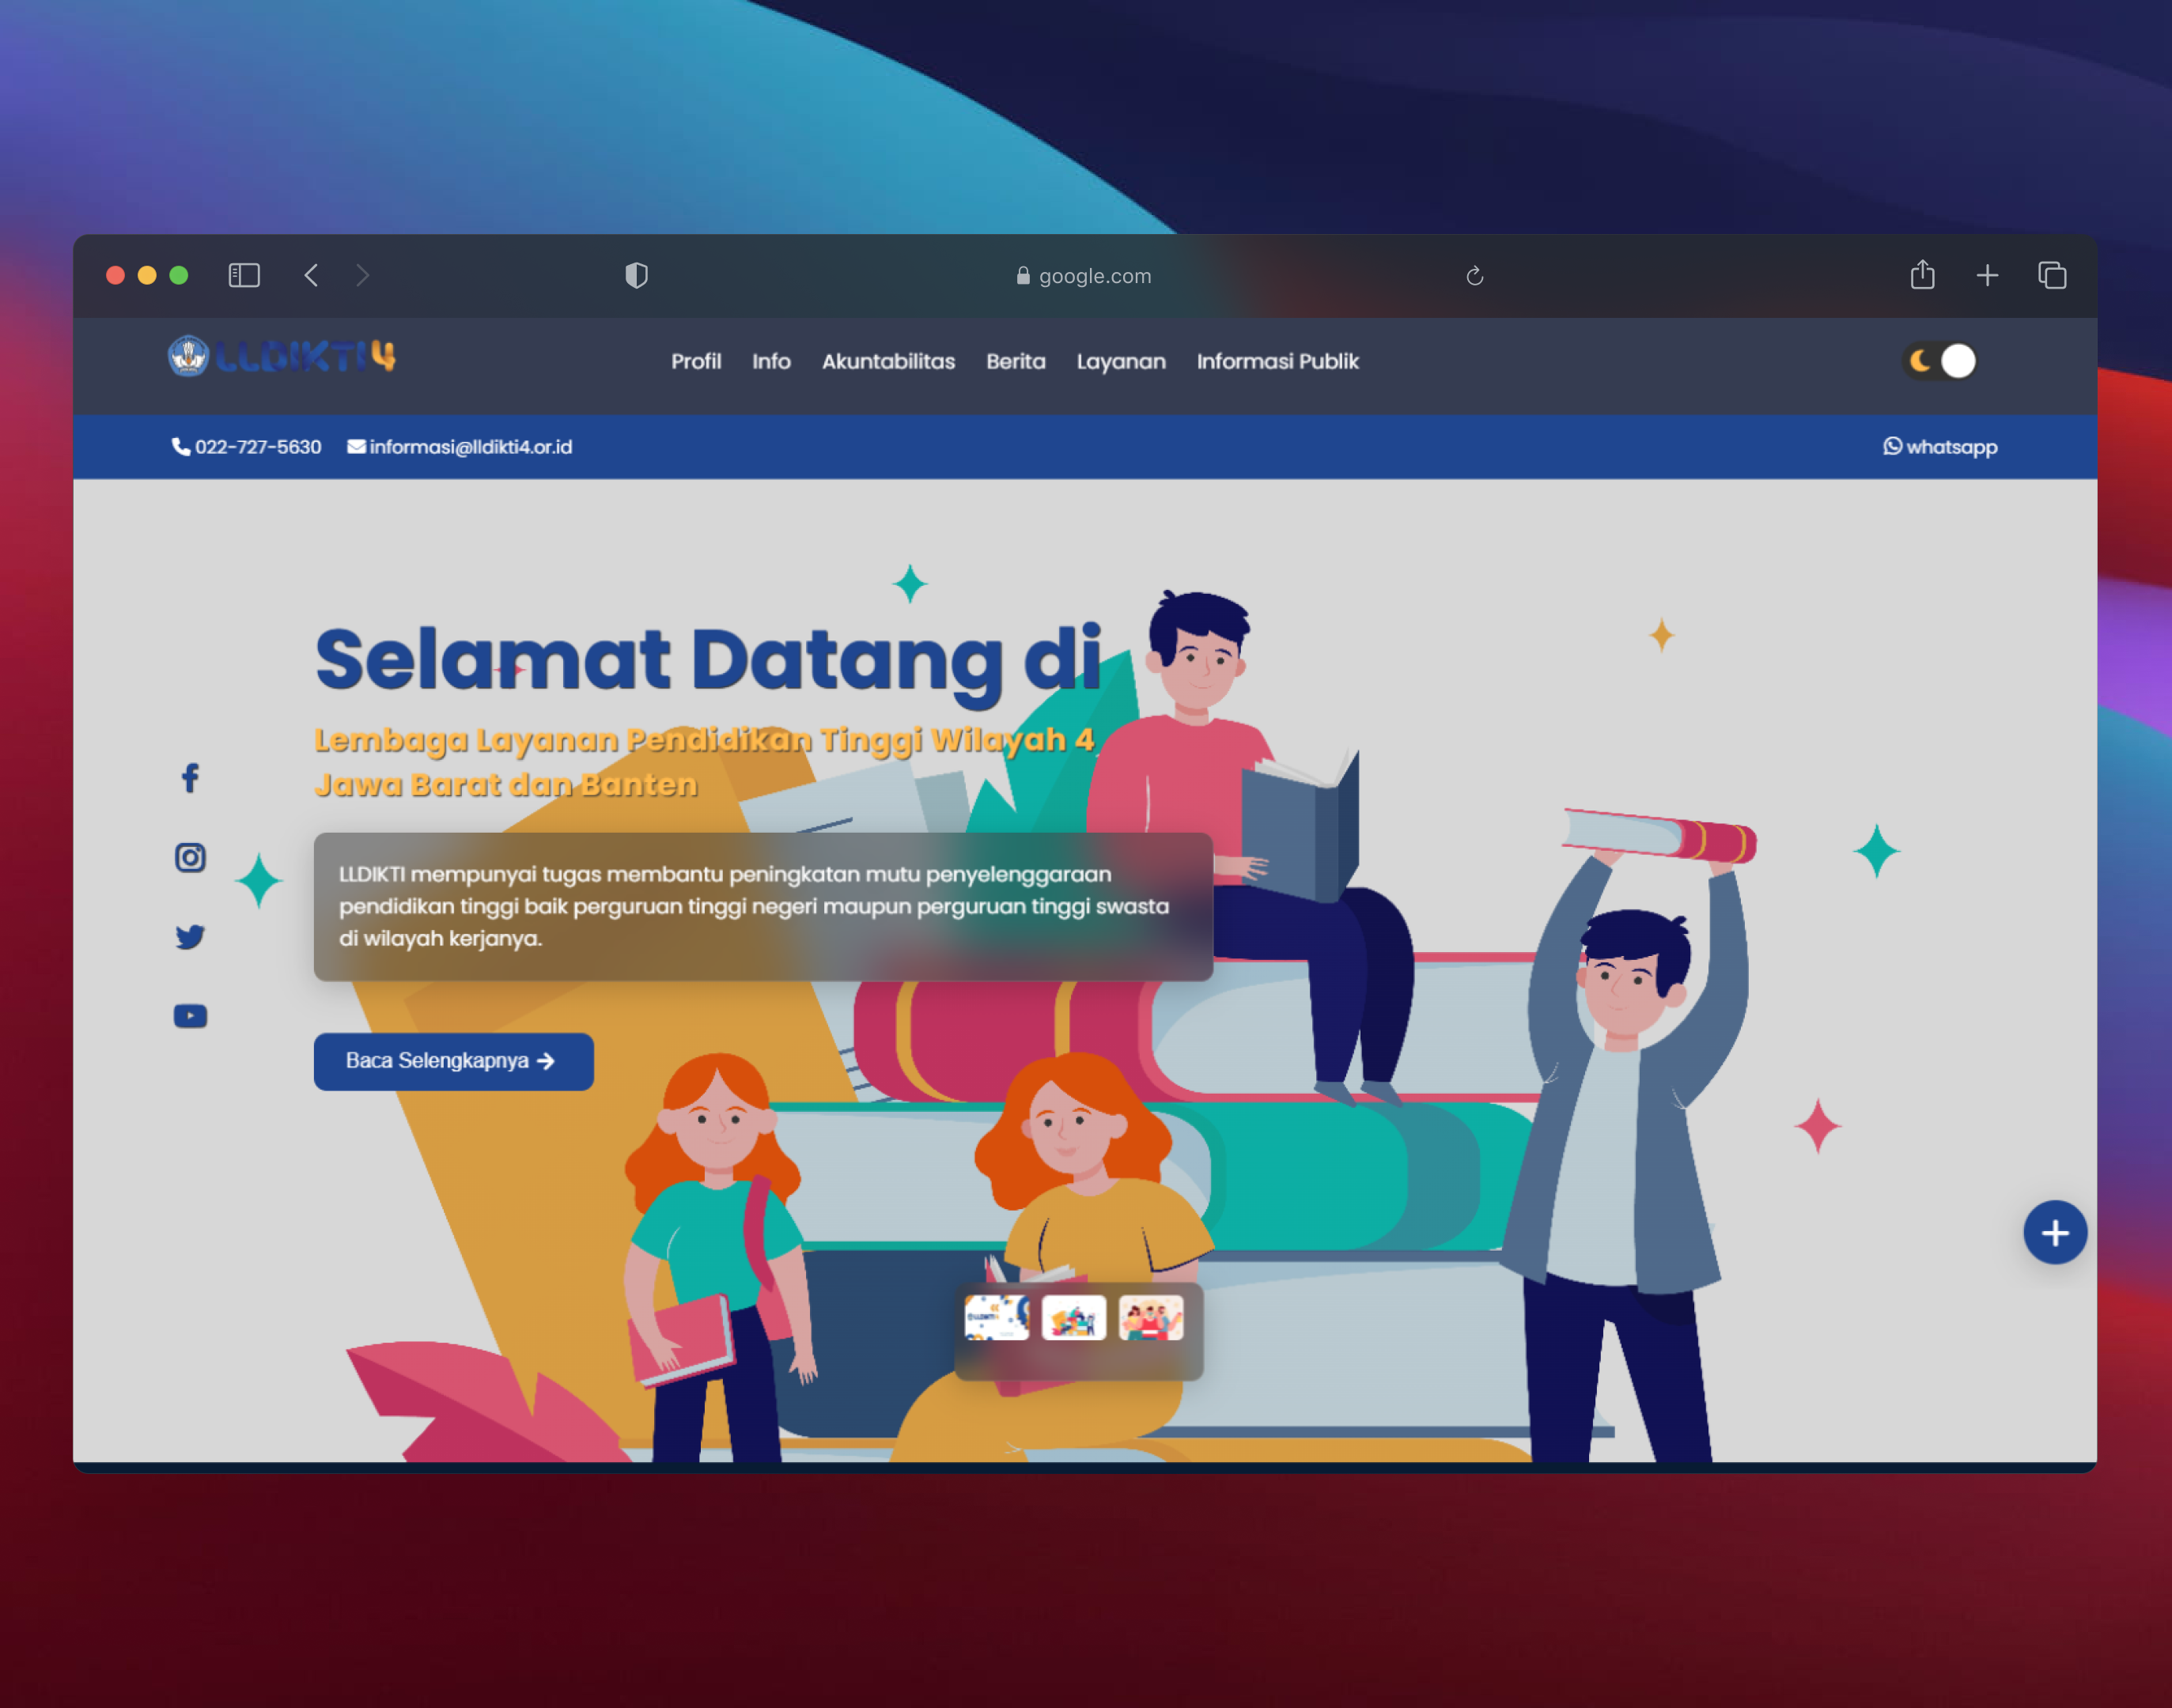 google.com
LLDIKTI4
Profil Info Akuntabilitas Berita Layanan Informasi Publik
022-727-5630 informasi@lldikti4.or.id whatsapp
Selamat Datang di
Lembaga Layanan Pendidikan Tinggi Wilayah 4
Jawa Barat dan Banten
LLDIKTI mempunyai tugas membantu peningkatan mutu penyelenggaraan
pendidikan tinggi baik perguruan tinggi negeri maupun perguruan tinggi swasta
di wilayah kerjanya.
Baca Selengkapnya